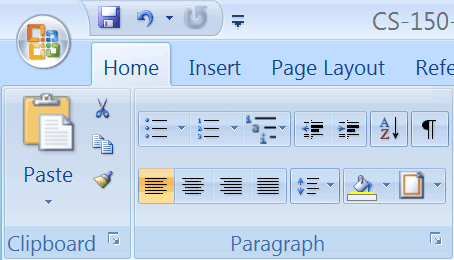 CS-150-
Home Insert Page Layout Refe
Paste
Clipboard Paragraph